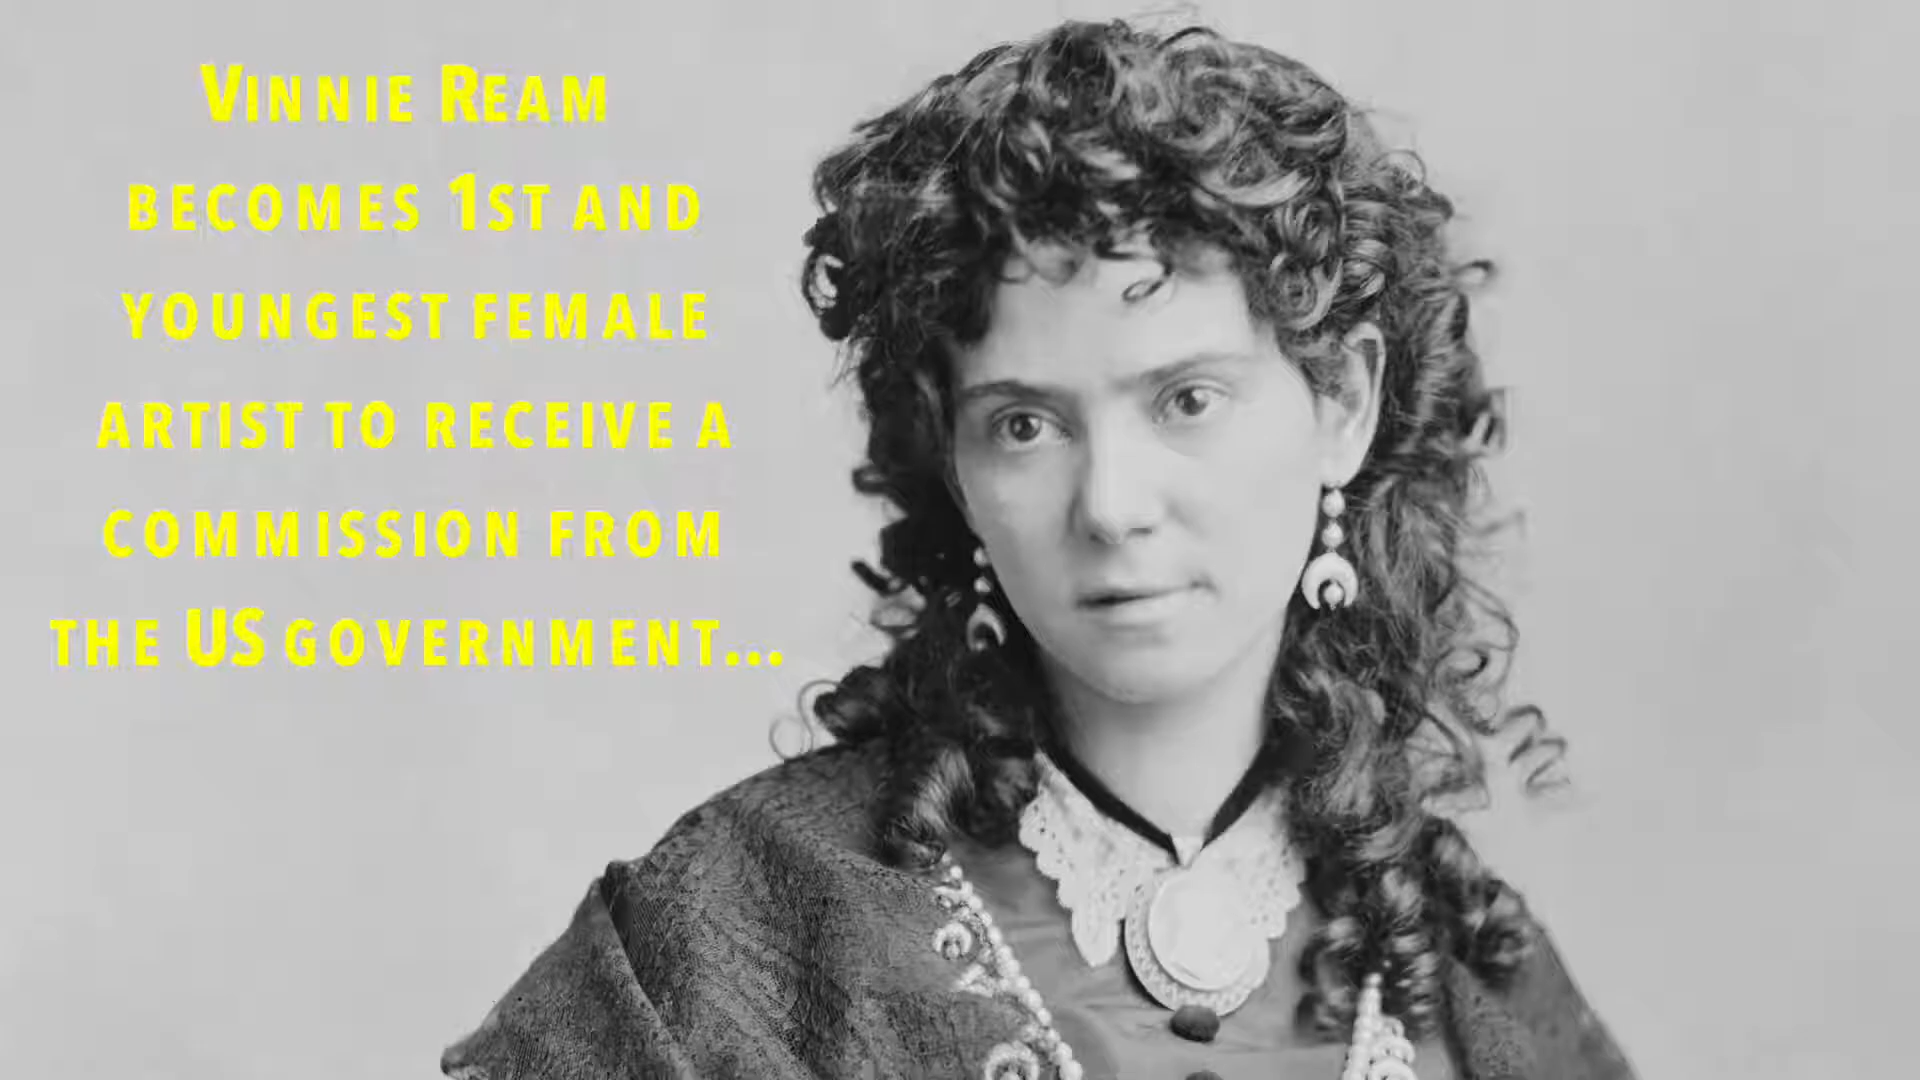 Vinnie Ream
becomes 1st and
youngest female
artist to receive a
commission from
the US government...